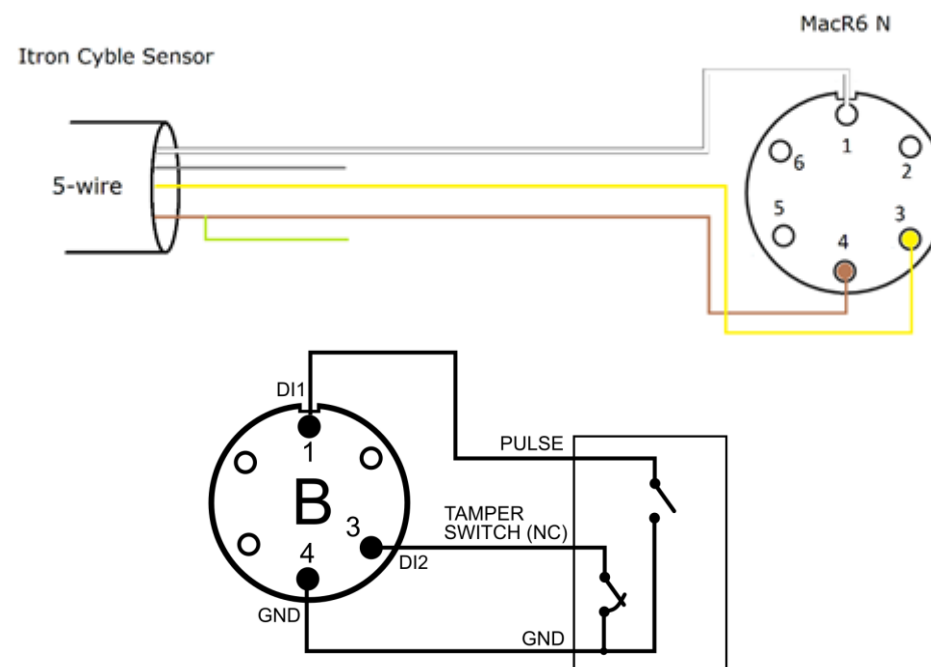 MacR6 N
Itron Cyble Sensor
5-wire
1
2
3
4
5
6
DI1
1
B
3
4
DI2
GND
PULSE
TAMPER
SWITCH (NC)
GND